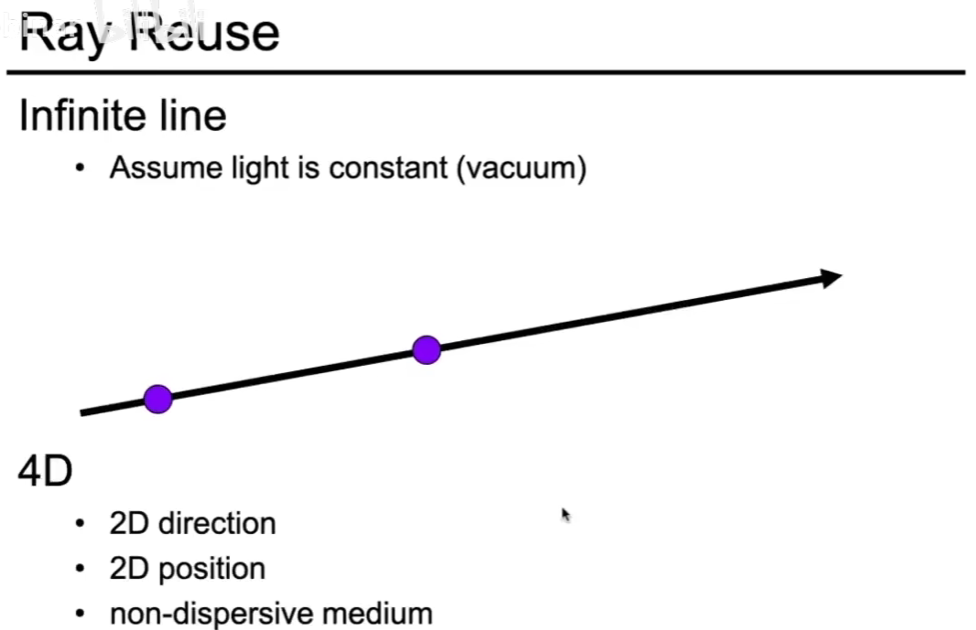 Ray Reuse
Infinite line
• Assume light is constant (vacuum)
4D
• 2D direction
• 2D position
• non-dispersive medium